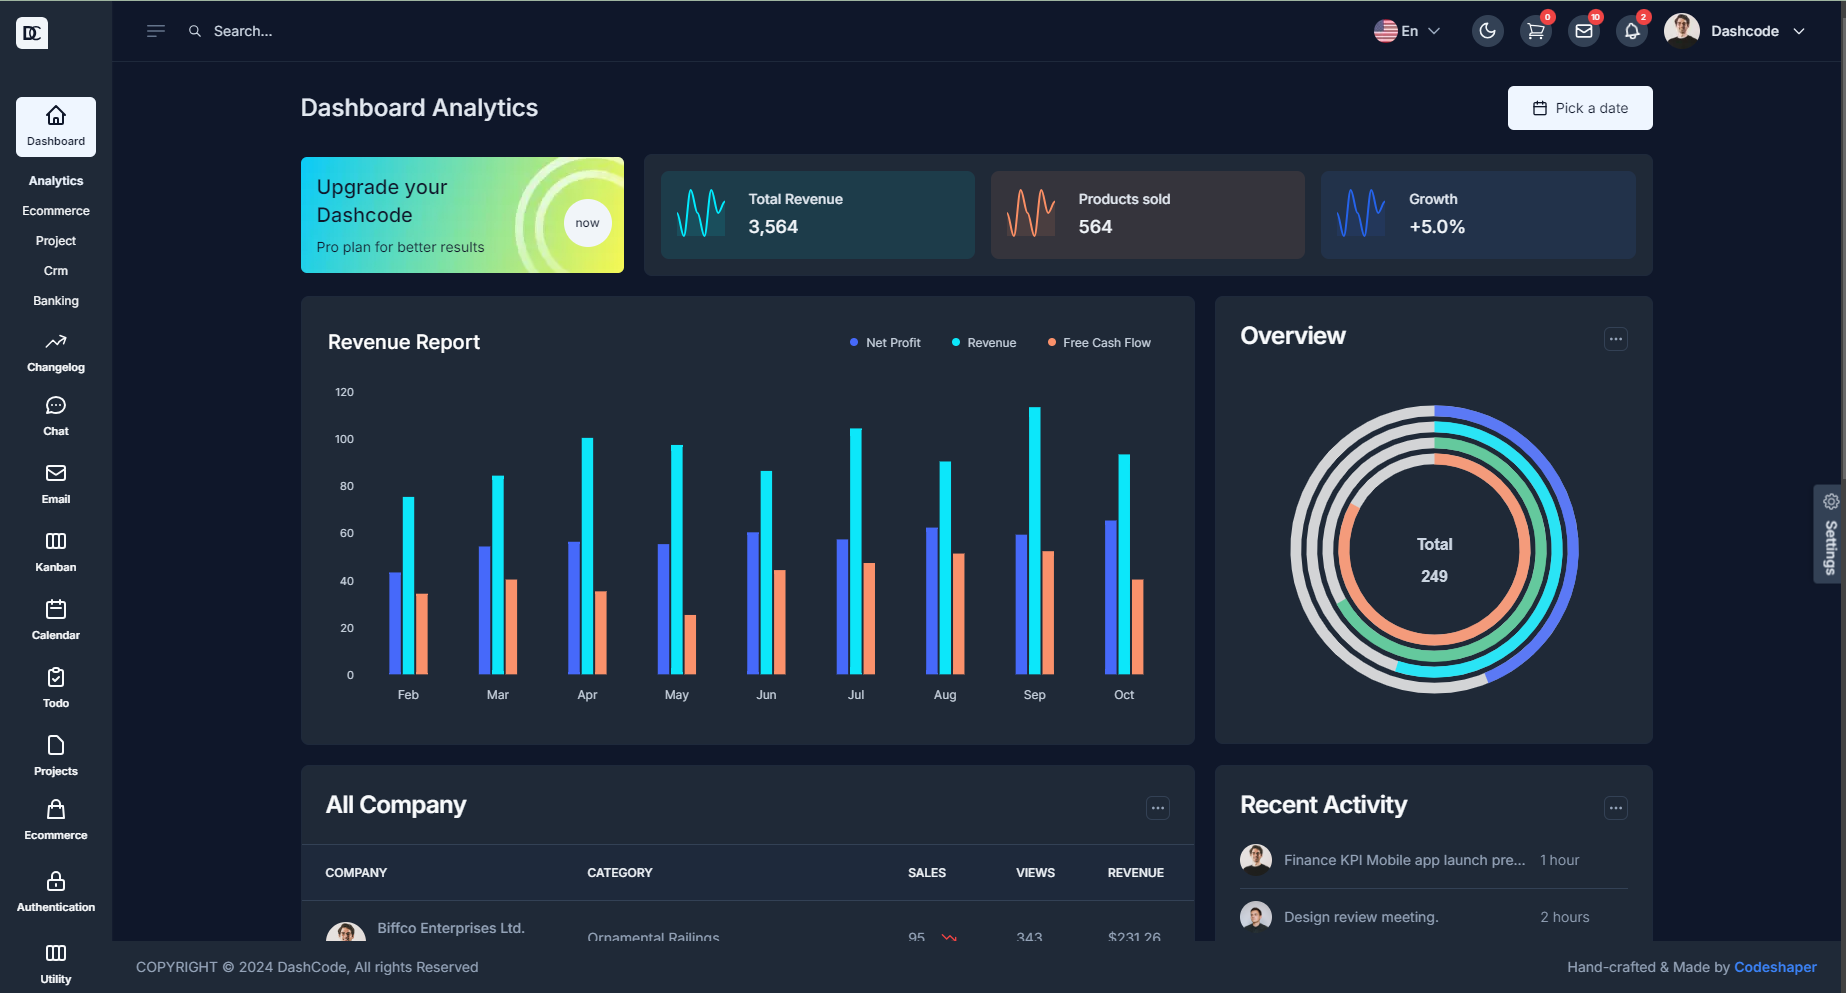 DC
Search...
En
0
10
2
Dashcode
Dashboard
Analytics
Ecommerce
Project
Crm
Banking
Changelog
Chat
Email
Kanban
Calendar
Todo
Projects
Ecommerce
Authentication
Utility
Dashboard Analytics
Pick a date
Upgrade your
Dashcode
Pro plan for better results
now
Total Revenue
3,564
Products sold
564
Growth
+5.0%
Revenue Report
Net Profit
Revenue
Free Cash Flow
120
100
80
60
40
20
0
Feb
Mar
Apr
May
Jun
Jul
Aug
Sep
Oct
Overview
Total
249
Settings
All Company
COMPANY
CATEGORY
SALES
VIEWS
REVENUE
Biffco Enterprises Ltd.
Ornamental Railings
95
343
$231.26
Recent Activity
Finance KPI Mobile app launch pre...
1 hour
Design review meeting.
2 hours
COPYRIGHT © 2024 DashCode, All rights Reserved
Hand-crafted & Made by Codeshaper